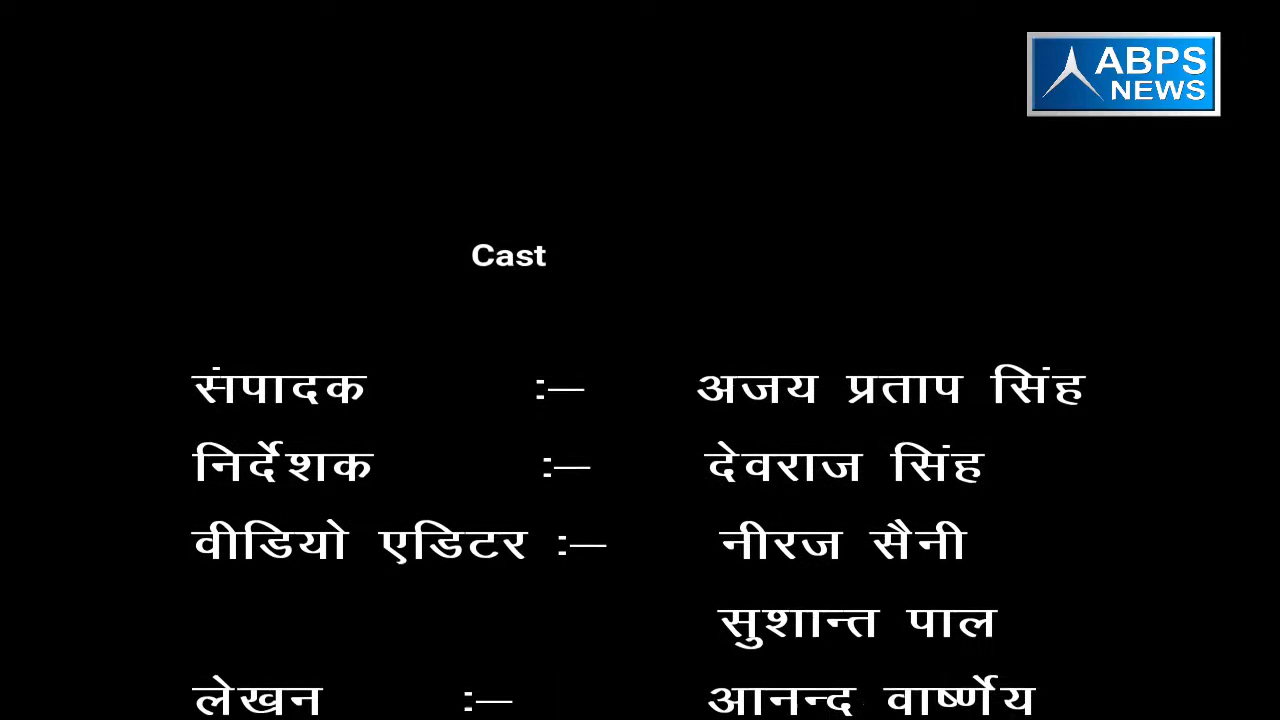 ABPS
NEWS
Cast
संपादक :— अजय प्रताप सिंह
निर्देशक :— देवराज सिंह
वीडियो एडिटर :— नीरज सैनी
सुशान्त पाल
लेखन :— आनन्द वार्ष्णेय